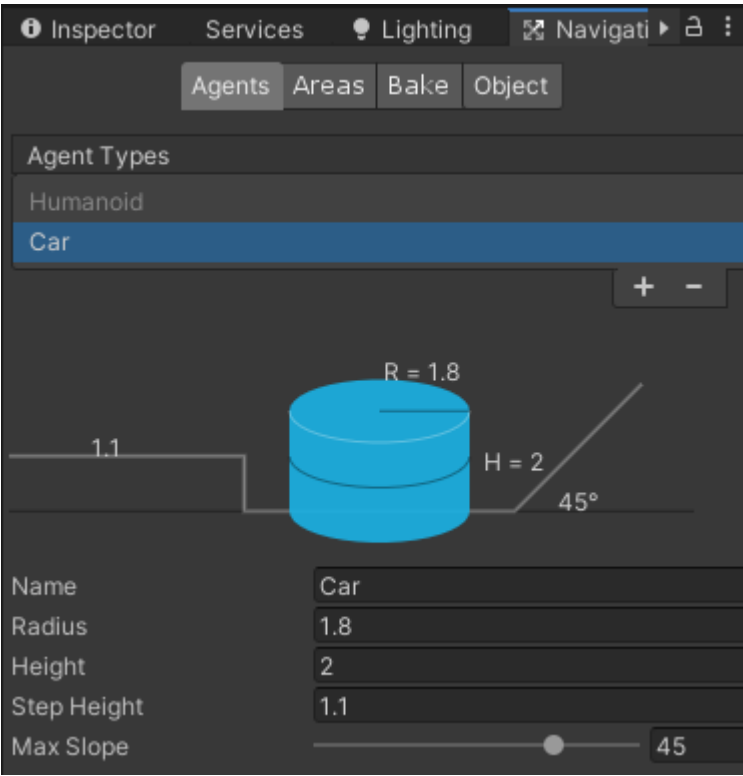 Inspector Services Lighting Navigati
Agents Areas Bake Object
Agent Types
Humanoid
Car
+ -
R = 1.8
1.1
H = 2
45°
Name Car
Radius 1.8
Height 2
Step Height 1.1
Max Slope 45